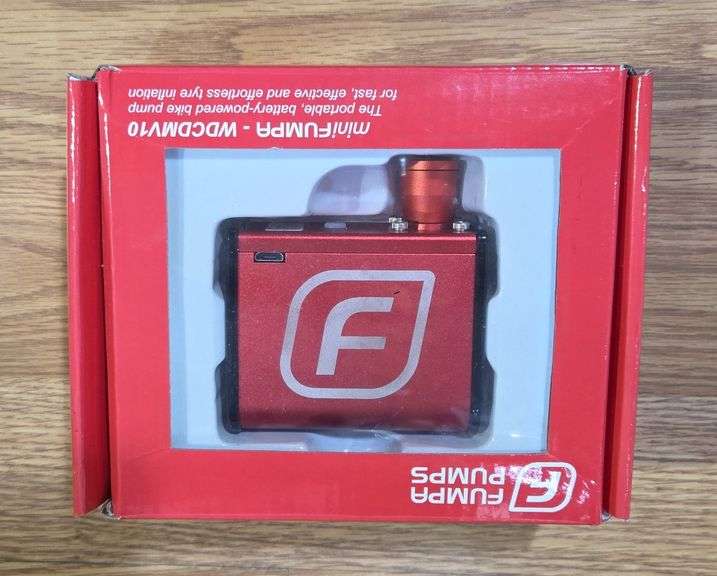 miniFUMPA - WDCDMV10
The portable, battery-powered bike pump
for fast, effective and effortless tyre inflation
F
F FUMPA
PUMPS